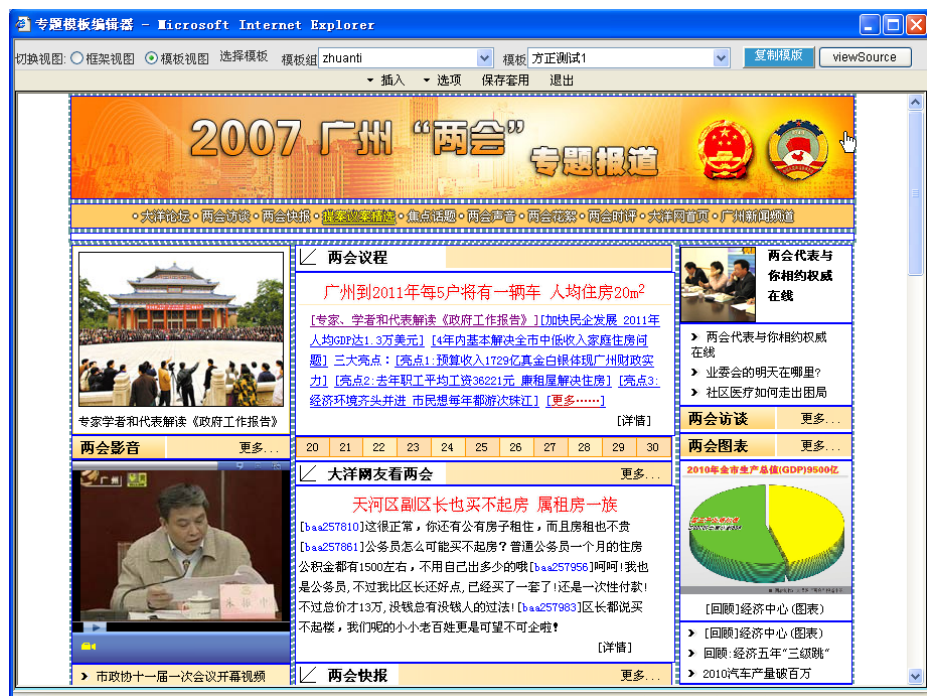 专题模板编辑器 - Microsoft Internet Explorer
切换视图: 框架视图 模板视图 选择模板 模板组 zhuanti 模板 方正测试1 复制模版 viewSource
插入 选项 保存套用 退出
2007 广州“两会”
专题报道
·大洋论坛·两会访谈·两会快报·提案议案精选·焦点话题·两会声音·两会花絮·两会时评·大洋网首页·广州新闻频道
专家学者和代表解读《政府工作报告》
两会影音 更多...
市政协十一届一次会议开幕视频
两会议程
广州到2011年每5户将有一辆车 人均住房20m²
[专家、学者和代表解读《政府工作报告》][加快民企发展 2011年
人均GDP达1.3万美元] [4年内基本解决全市中低收入家庭住房问
题] 三大亮点：[亮点1:预算收入1729亿真金白银体现广州财政实
力] [亮点2:去年职工平均工资36221元 廉租屋解决住房] [亮点3:
经济环境齐头并进 市民想每年都游次珠江] [更多……]
[详情]
20 21 22 23 24 25 26 27 28 29 30
大洋网友看两会 更多...
天河区副区长也买不起房 属租房一族
[baa257810]这很正常，你还有公有房子租住，而且房租也不贵
[baa257861]公务员怎么可能买不起房？普通公务员一个月的住房
公积金都有1500左右，不用自己出多少的哦[baa257956]呵呵!我也
是公务员,不过我比区长还好点,已经买了一套了!还是一次性付款!
不过总价才13万,没钱总有没钱人的过法![baa257983]区长都说买
不起楼，我们呢的小小老百姓更是可望不可企啦!
[详情]
两会快报 更多...
两会代表与
你相约权威
在线
两会代表与你相约权威
在线
业委会的明天在哪里?
社区医疗如何走出困局
两会访谈 更多...
两会图表 更多...
2010年全市生产总值(GDP)9500亿
[回顾]经济中心(图表)
[回顾]经济中心(图表)
回顾:经济五年“三级跳”
2010汽车产量破百万